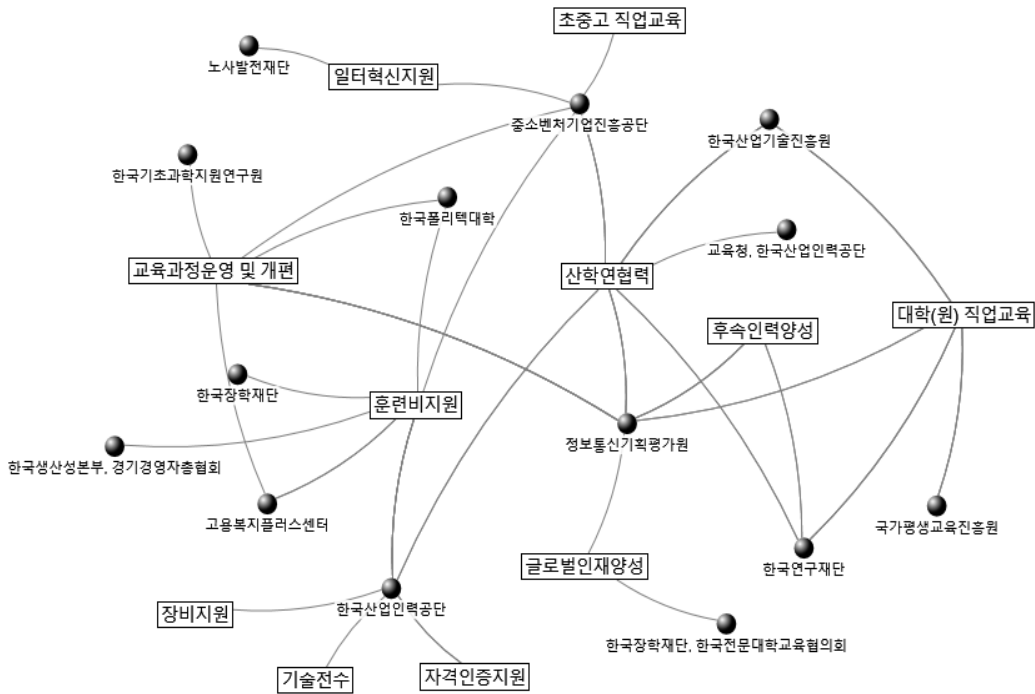 초중고 직업교육
노사발전재단
일터혁신지원
중소벤처기업진흥공단
한국산업기술진흥원
한국기초과학지원연구원
한국폴리텍대학
교육청, 한국산업인력공단
교육과정운영 및 개편
산학연협력
대학(원) 직업교육
후속인력양성
한국장학재단
훈련비지원
정보통신기획평가원
한국생산성본부, 경기경영자총협회
고용복지플러스센터
국가평생교육진흥원
글로벌인재양성
한국연구재단
장비지원
한국산업인력공단
한국장학재단, 한국전문대학교육협의회
기술전수
자격인증지원